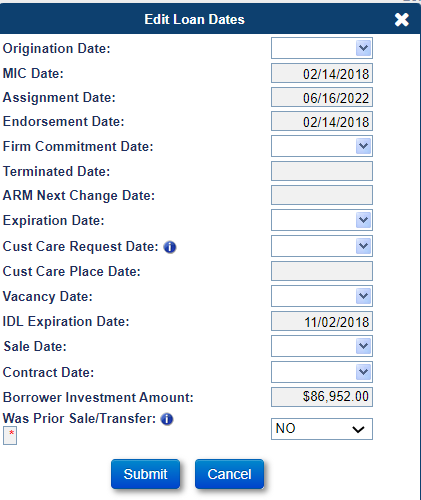 Edit Loan Dates
Origination Date:
MIC Date: 02/14/2018
Assignment Date: 06/16/2022
Endorsement Date: 02/14/2018
Firm Commitment Date:
Terminated Date:
ARM Next Change Date:
Expiration Date:
Cust Care Request Date: i
Cust Care Place Date:
Vacancy Date:
IDL Expiration Date: 11/02/2018
Sale Date:
Contract Date:
Borrower Investment Amount: $86,952.00
Was Prior Sale/Transfer: i
* NO
Submit Cancel